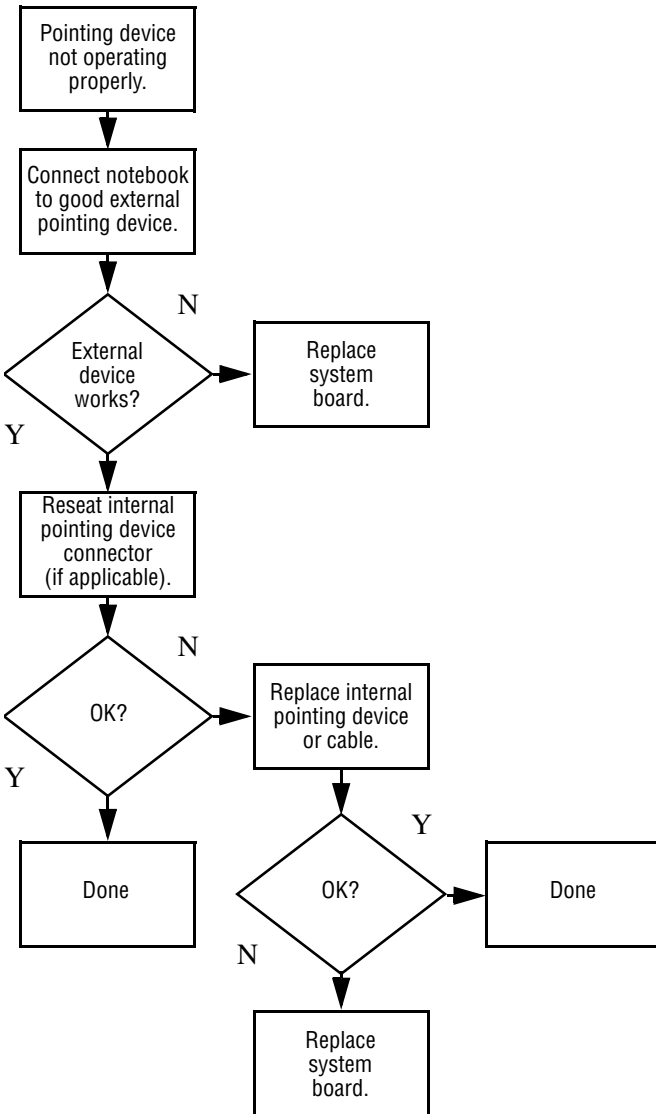 Pointing device
not operating
properly.
Connect notebook
to good external
pointing device.
N
External
device
works?
Replace
system
board.
Y
Reseat internal
pointing device
connector
(if applicable).
N
OK?
Replace internal
pointing device
or cable.
Y
Done
Y
OK?
Done
N
Replace
system
board.